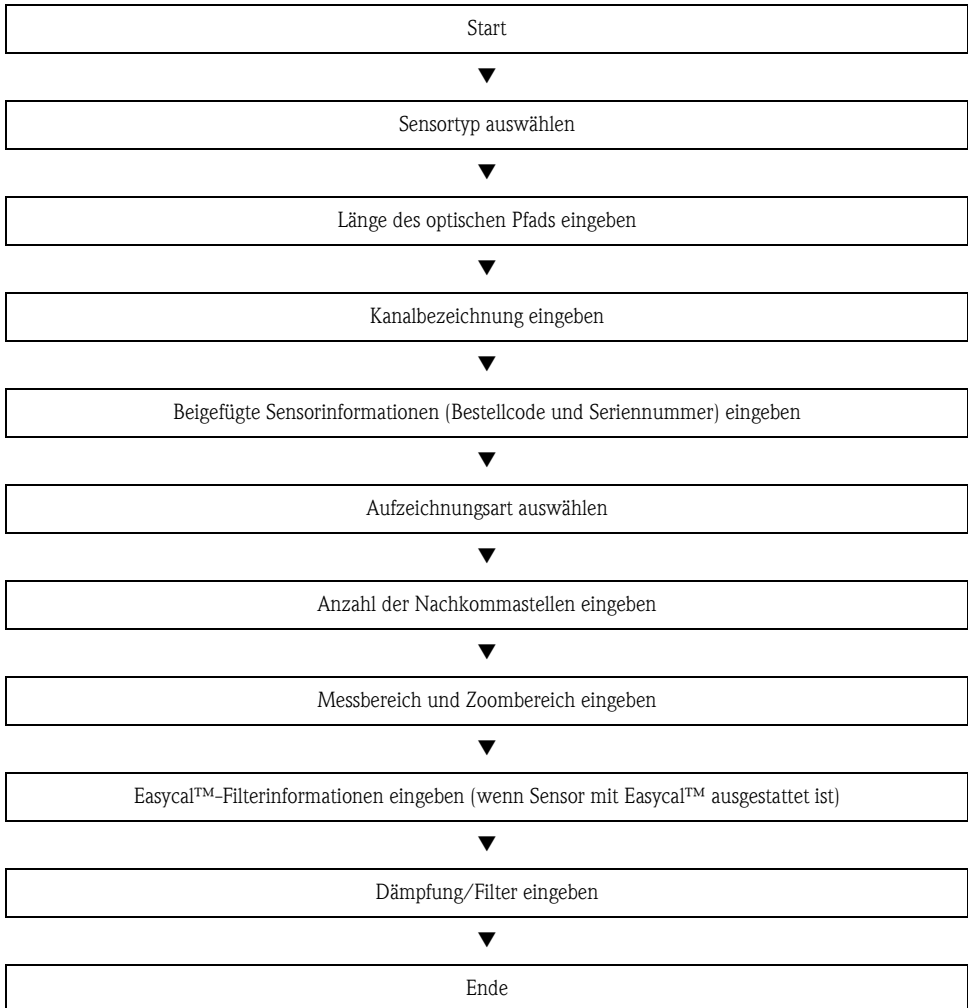 Start
Sensortyp auswählen
Länge des optischen Pfads eingeben
Kanalbezeichnung eingeben
Beigefügte Sensorinformationen (Bestellcode und Seriennummer) eingeben
Aufzeichnungsart auswählen
Anzahl der Nachkommastellen eingeben
Messbereich und Zoombereich eingeben
Easycal™-Filterinformationen eingeben (wenn Sensor mit Easycal™ ausgestattet ist)
Dämpfung/Filter eingeben
Ende